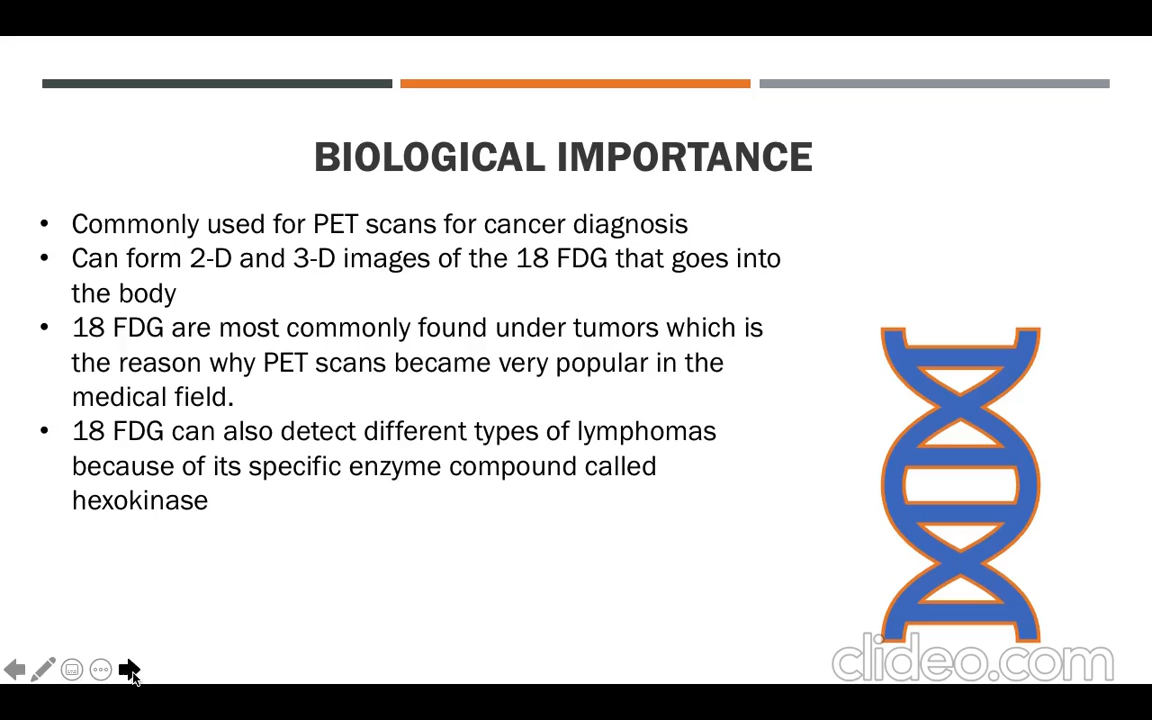 BIOLOGICAL IMPORTANCE
• Commonly used for PET scans for cancer diagnosis
• Can form 2-D and 3-D images of the 18 FDG that goes into
the body
• 18 FDG are most commonly found under tumors which is
the reason why PET scans became very popular in the
medical field.
• 18 FDG can also detect different types of lymphomas
because of its specific enzyme compound called
hexokinase
clideo.com